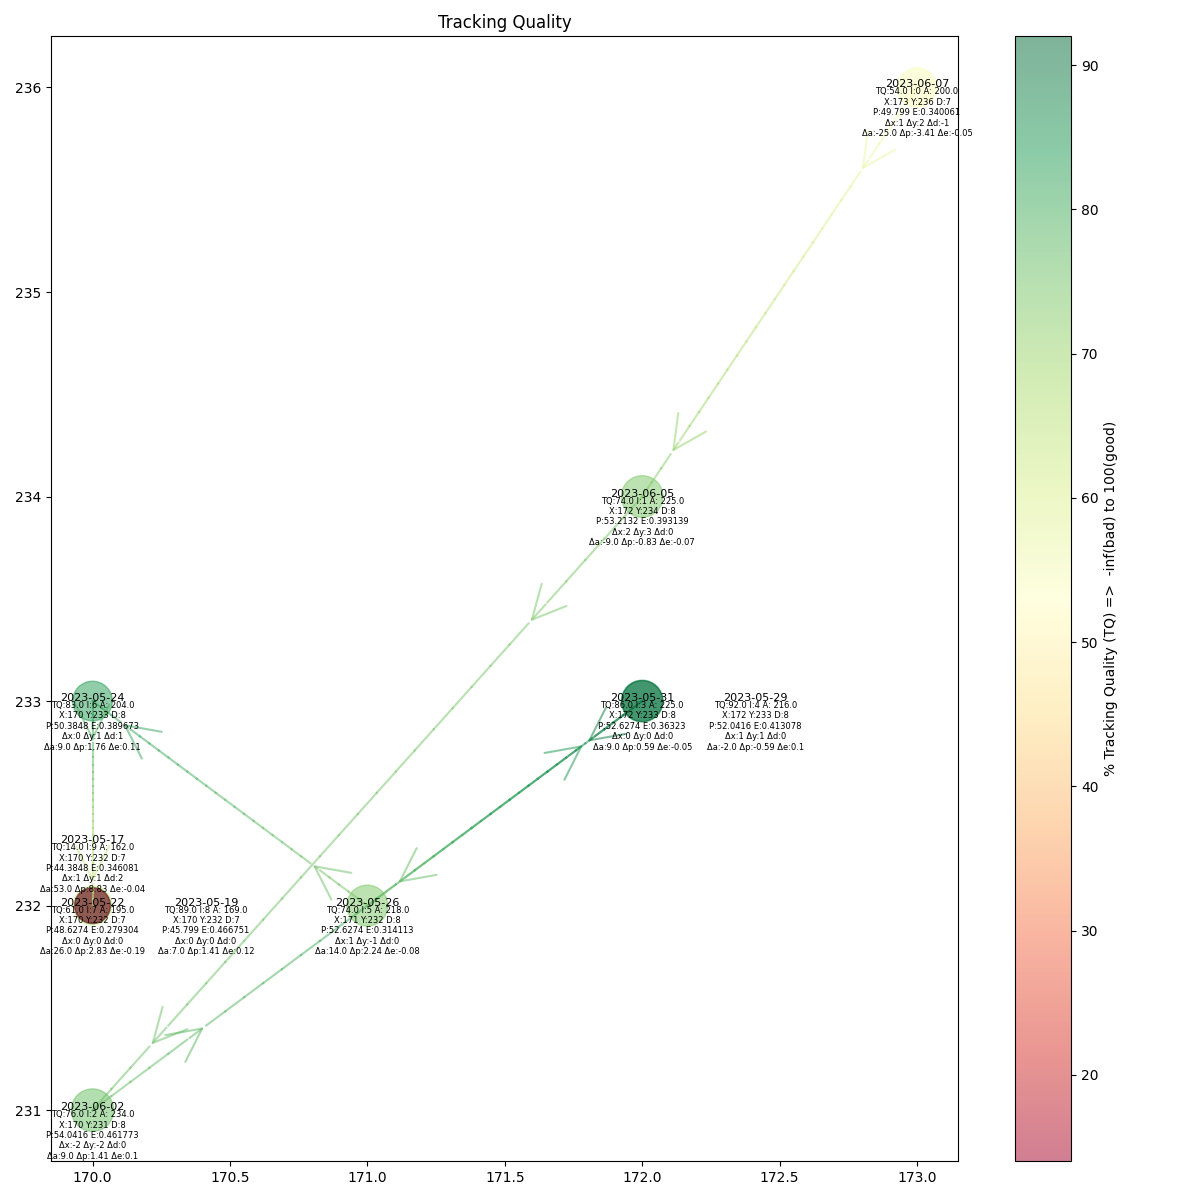 Tracking Quality
2023-06-07
TQ:54.0 I:0 A: 200.0
X:173 Y:236 D:7
P:49.799 E:0.340061
Δx:1 Δy:2 Δd:-1
Δa:-25.0 Δp:-3.41 Δe:-0.05
2023-06-05
TQ:74.0 I:1 A: 225.0
X:172 Y:234 D:8
P:53.2132 E:0.393139
Δx:2 Δy:3 Δd:0
Δa:-9.0 Δp:-0.83 Δe:-0.07
2023-05-24
TQ:83.0 I:6 A: 204.0
X:170 Y:233 D:8
P:50.3848 E:0.389673
Δx:0 Δy:1 Δd:1
Δa:9.0 Δp:1.76 Δe:0.11
2023-05-31
TQ:86.0 I:3 A: 225.0
X:172 Y:233 D:8
P:52.6274 E:0.36323
Δx:0 Δy:0 Δd:0
Δa:9.0 Δp:0.59 Δe:-0.05
2023-05-29
TQ:92.0 I:4 A: 216.0
X:172 Y:233 D:8
P:52.0416 E:0.413078
Δx:1 Δy:1 Δd:0
Δa:-2.0 Δp:-0.59 Δe:0.1
2023-05-17
TQ:14.0 I:9 A: 162.0
X:170 Y:232 D:7
P:44.3848 E:0.346081
Δx:1 Δy:1 Δd:2
Δa:53.0 Δp:8.83 Δe:-0.04
2023-05-22
TQ:61.0 I:7 A: 195.0
X:170 Y:232 D:7
P:48.6274 E:0.279304
Δx:0 Δy:0 Δd:0
Δa:26.0 Δp:2.83 Δe:-0.19
2023-05-19
TQ:89.0 I:8 A: 169.0
X:170 Y:232 D:7
P:45.799 E:0.466751
Δx:0 Δy:0 Δd:0
Δa:7.0 Δp:1.41 Δe:0.12
2023-05-26
TQ:74.0 I:5 A: 218.0
X:171 Y:232 D:8
P:52.6274 E:0.314113
Δx:1 Δy:-1 Δd:0
Δa:14.0 Δp:2.24 Δe:-0.08
2023-06-02
TQ:76.0 I:2 A: 234.0
X:170 Y:231 D:8
P:54.0416 E:0.461773
Δx:-2 Δy:-2 Δd:0
Δa:9.0 Δp:1.41 Δe:0.1
236
235
234
233
232
231
170.0 170.5 171.0 171.5 172.0 172.5 173.0
90
80
70
60
50
40
30
20
% Tracking Quality (TQ) => -inf(bad) to 100(good)